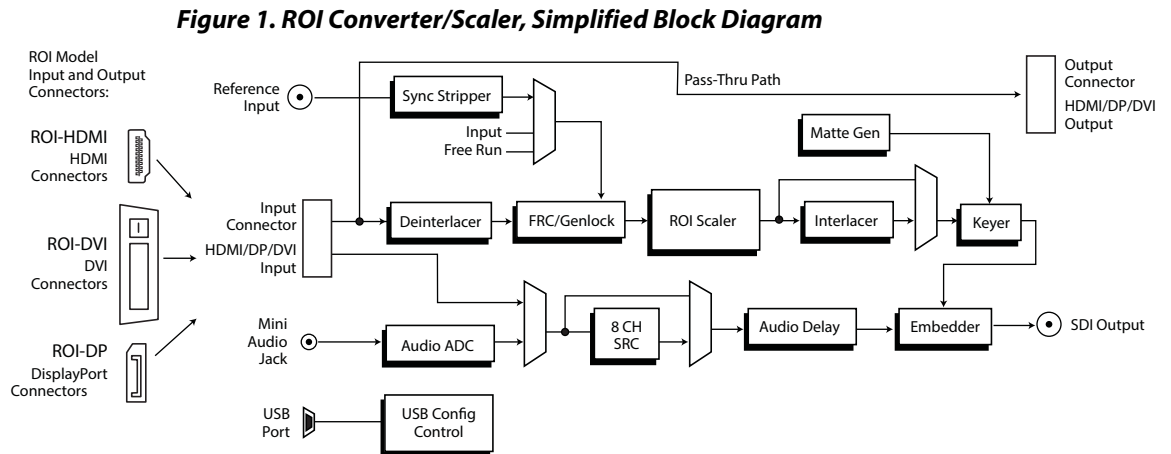 Figure 1. ROI Converter/Scaler, Simplified Block Diagram
ROI Model
Input and Output
Connectors:
ROI-HDMI
HDMI
Connectors
ROI-DVI
DVI
Connectors
ROI-DP
DisplayPort
Connectors
Reference
Input
Sync Stripper
Input
Free Run
Pass-Thru Path
Output
Connector
HDMI/DP/DVI
Output
Matte Gen
Input
Connector
HDMI/DP/DVI
Input
Deinterlacer
FRC/Genlock
ROI Scaler
Interlacer
Keyer
Mini
Audio
Jack
Audio ADC
8 CH
SRC
Audio Delay
Embedder
SDI Output
USB
Port
USB Config
Control